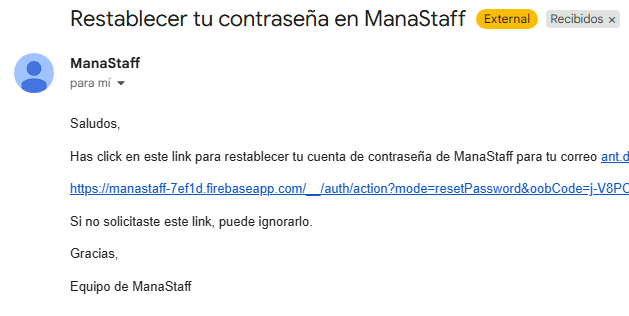 Restablecer tu contraseña en ManaStaff External Recibidos ×
ManaStaff
para mí
Saludos,
Has click en este link para restablecer tu cuenta de contraseña de ManaStaff para tu correo ant.d
https://manastaff-7ef1d.firebaseapp.com/__/auth/action?mode=resetPassword&oobCode=j-V8PC
Si no solicitaste este link, puede ignorarlo.
Gracias,
Equipo de ManaStaff